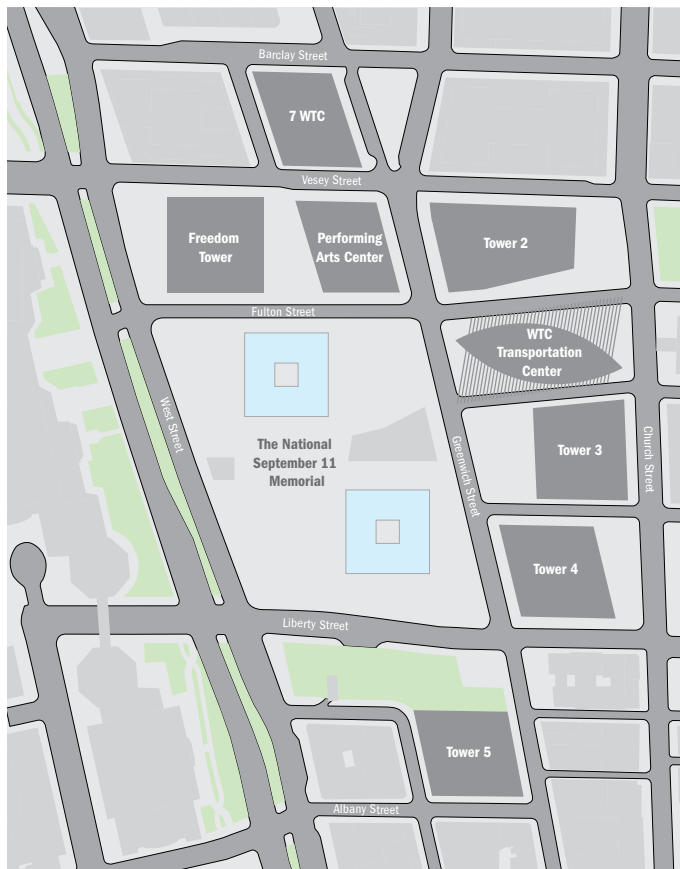 Barclay Street
7 WTC
Vesey Street
Freedom
Tower
Performing
Arts Center
Tower 2
Fulton Street
WTC
Transportation
Center
West Street
The National
September 11
Memorial
Greenwich Street
Tower 3
Church Street
Tower 4
Liberty Street
Tower 5
Albany Street